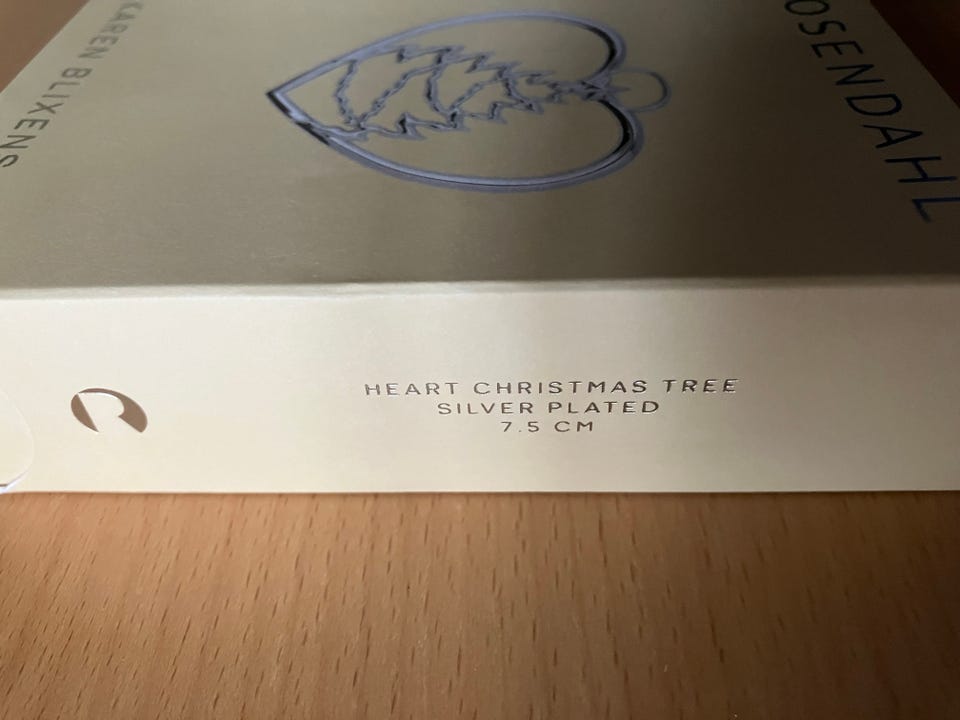 KAREN BLIXENS
OSENDAHL
HEART CHRISTMAS TREE
SILVER PLATED
7.5 CM